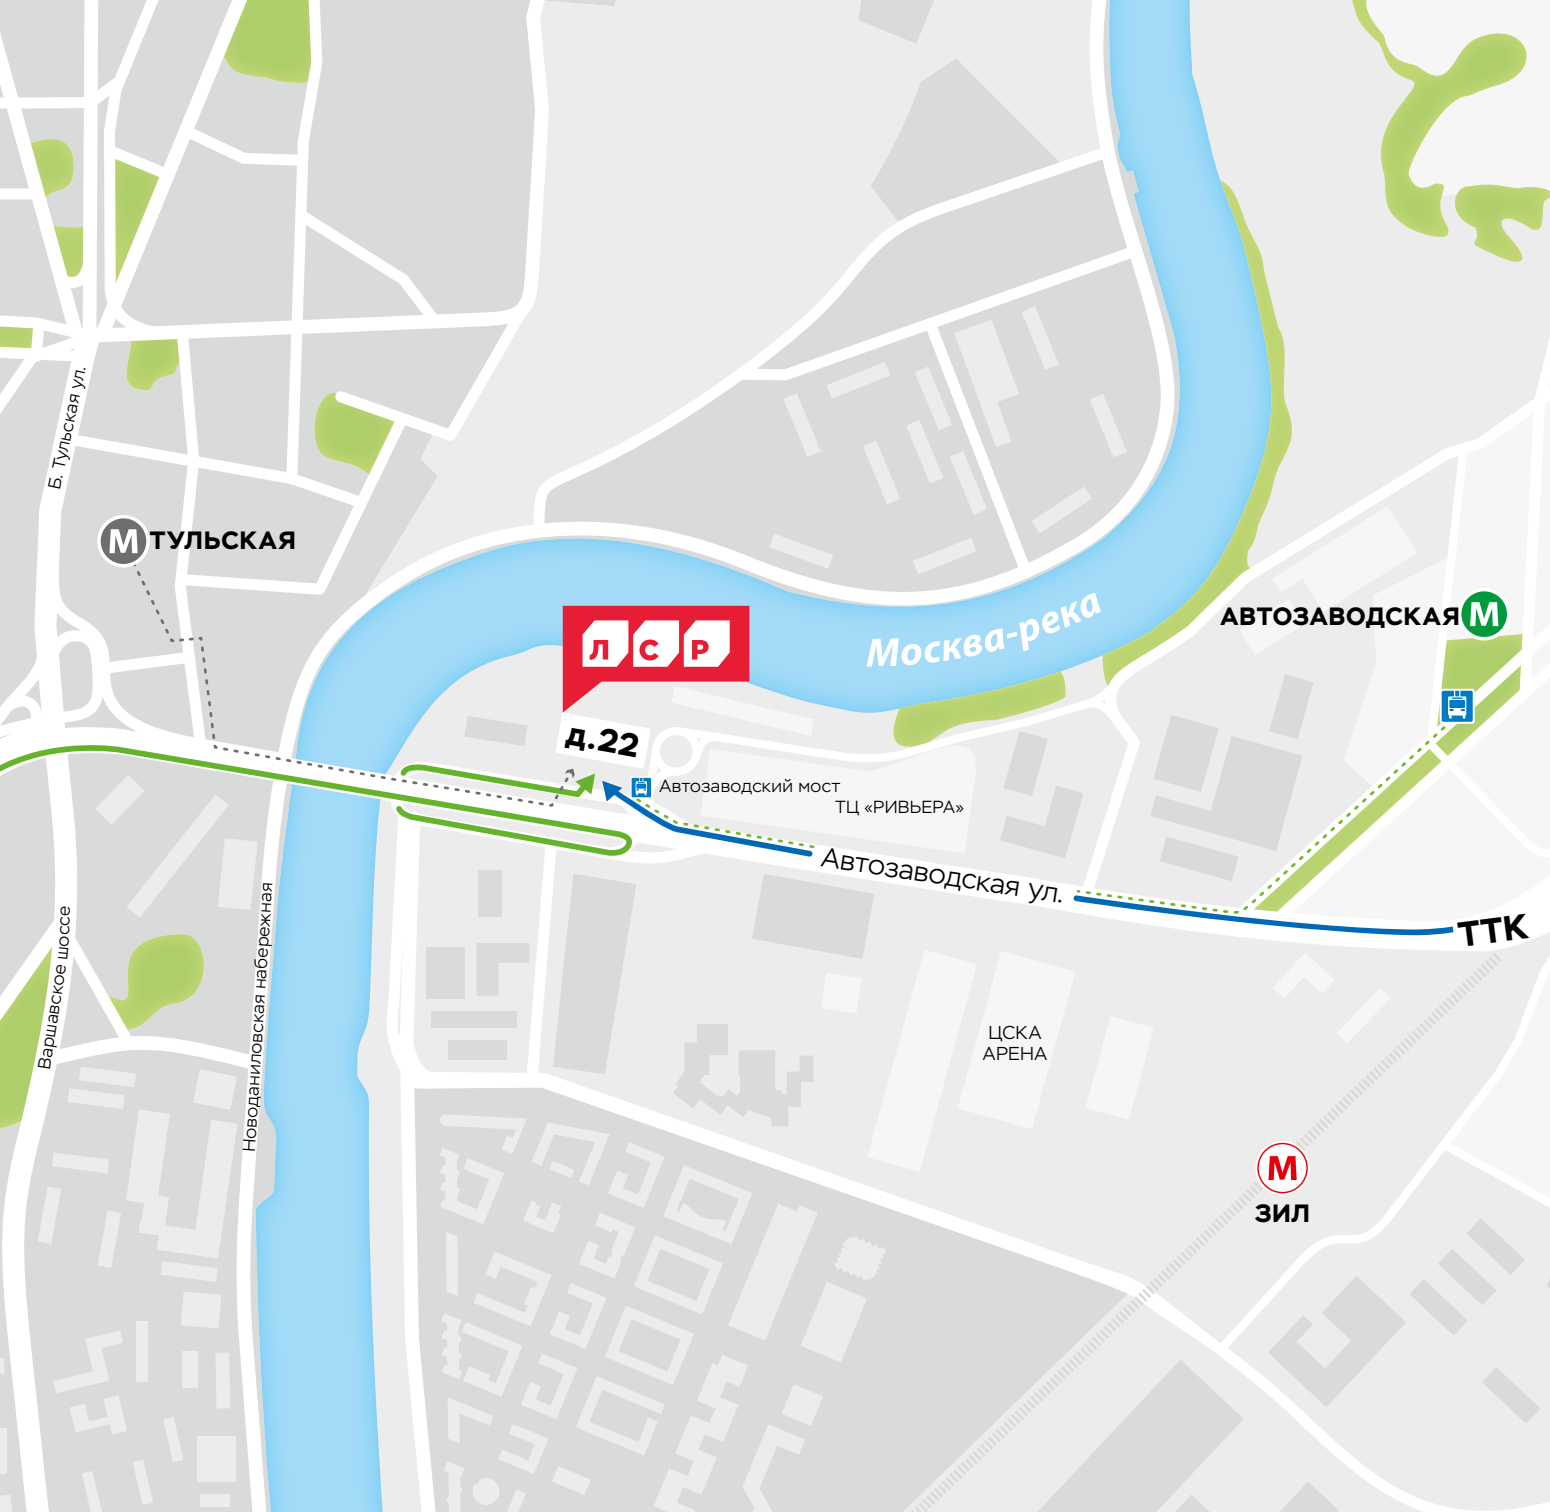 Б. Тульская ул.
М ТУЛЬСКАЯ
Москва-река
АВТОЗАВОДСКАЯ М
ЛСР
д.22
Автозаводский мост
ТЦ «РИВЬЕРА»
Автозаводская ул.
ТТК
Варшавское шоссе
Новоданиловская набережная
ЦСКА
АРЕНА
М
ЗИЛ